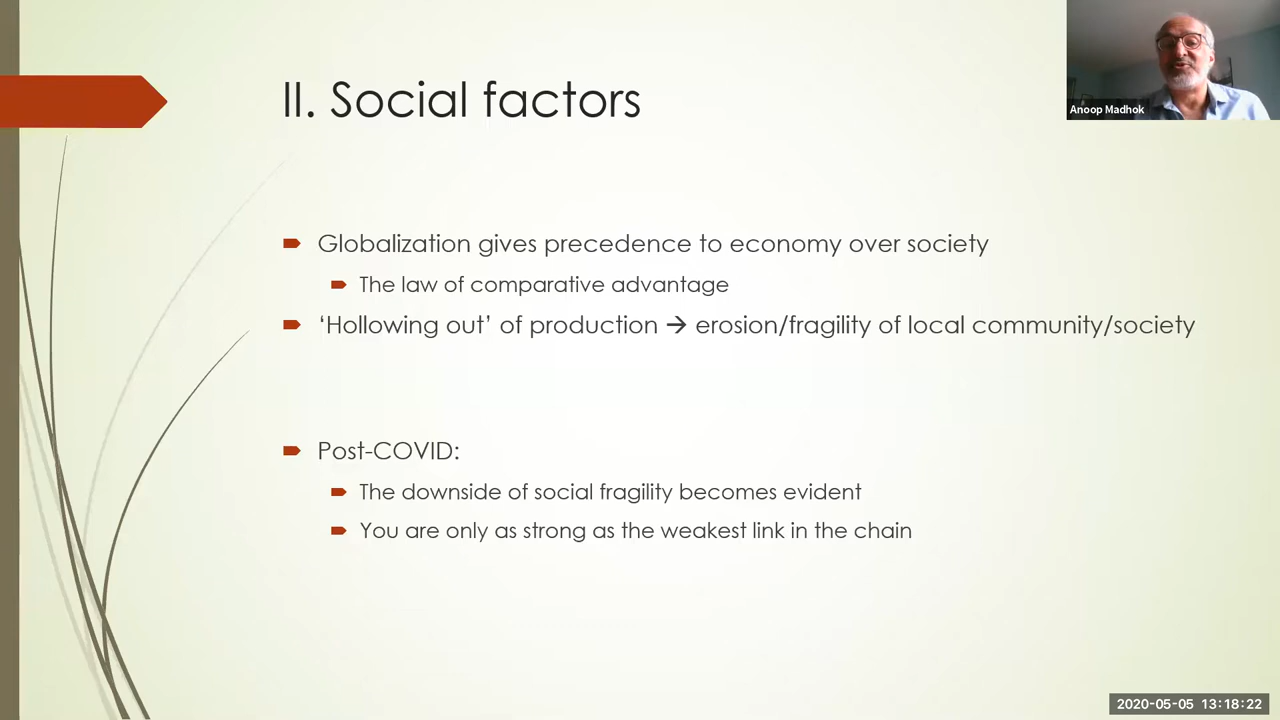 II. Social factors
Anoop Madhok
Globalization gives precedence to economy over society
The law of comparative advantage
‘Hollowing out’ of production → erosion/fragility of local community/society
Post-COVID:
The downside of social fragility becomes evident
You are only as strong as the weakest link in the chain
2020-05-05 13:18:22